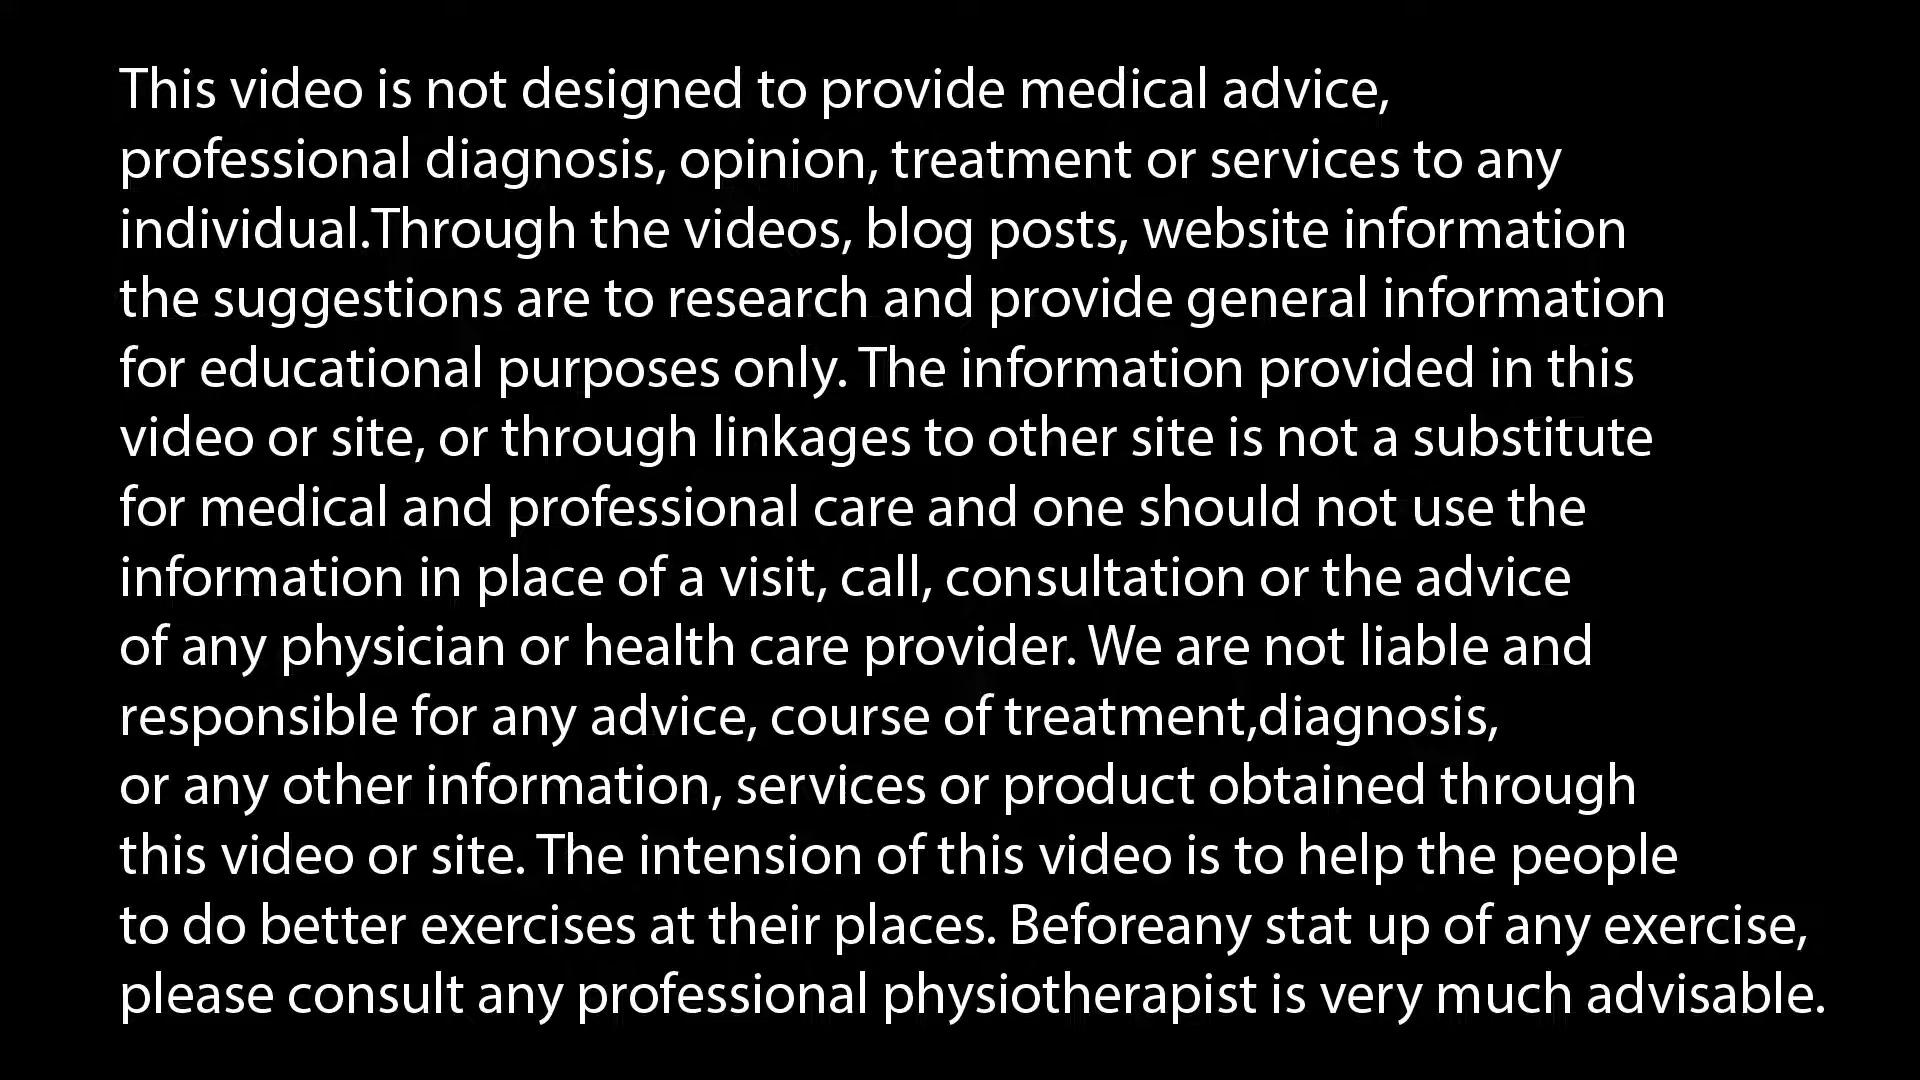 This video is not designed to provide medical advice,
professional diagnosis, opinion, treatment or services to any
individual.Through the videos, blog posts, website information
the suggestions are to research and provide general information
for educational purposes only. The information provided in this
video or site, or through linkages to other site is not a substitute
for medical and professional care and one should not use the
information in place of a visit, call, consultation or the advice
of any physician or health care provider. We are not liable and
responsible for any advice, course of treatment,diagnosis,
or any other information, services or product obtained through
this video or site. The intension of this video is to help the people
to do better exercises at their places. Beforeany stat up of any exercise,
please consult any professional physiotherapist is very much advisable.